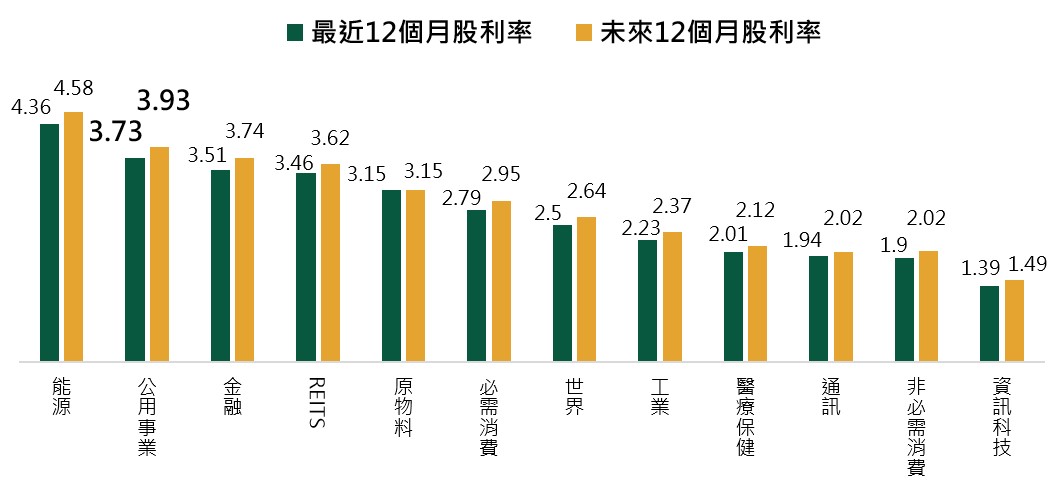 最近12個月股利率 未來12個月股利率
4.36 4.58
3.73 3.93
3.51 3.74
3.46 3.62
3.15 3.15
2.79 2.95
2.5 2.64
2.23 2.37
2.01 2.12
1.94 2.02
1.9 2.02
1.39 1.49
能源
公用事業
金融
REITS
原物料
必需消費
世界
工業
醫療保健
通訊
非必需消費
資訊科技